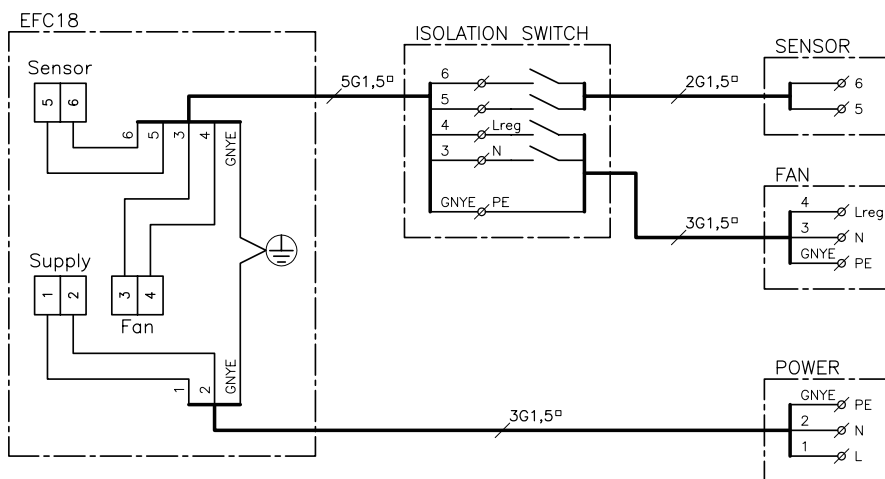 EFC18
ISOLATION SWITCH
SENSOR
Sensor
5 6
6 5 3 4 GNYE
5G1,5▫
6
5
4 Lreg
3 N
GNYE PE
2G1,5▫
6
5
FAN
4 Lreg
3 N
GNYE PE
3G1,5▫
Supply
1 2
3 4
Fan
1 2 GNYE
3G1,5▫
POWER
GNYE PE
2 N
1 L